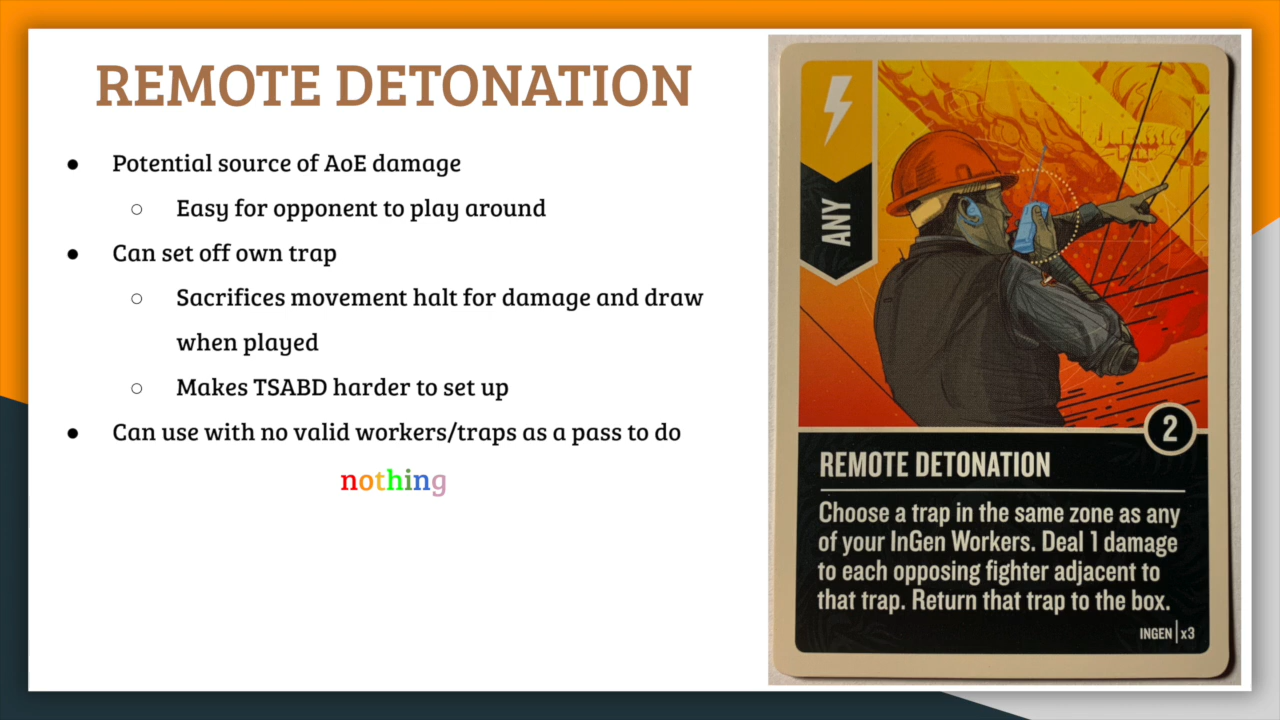 REMOTE DETONATION
● Potential source of AoE damage
○ Easy for opponent to play around
● Can set off own trap
○ Sacrifices movement halt for damage and draw
when played
○ Makes TSABD harder to set up
● Can use with no valid workers/traps as a pass to do
nothing
ANY
2
REMOTE DETONATION
Choose a trap in the same zone as any
of your InGen Workers. Deal 1 damage
to each opposing fighter adjacent to
that trap. Return that trap to the box.
INGEN | x3